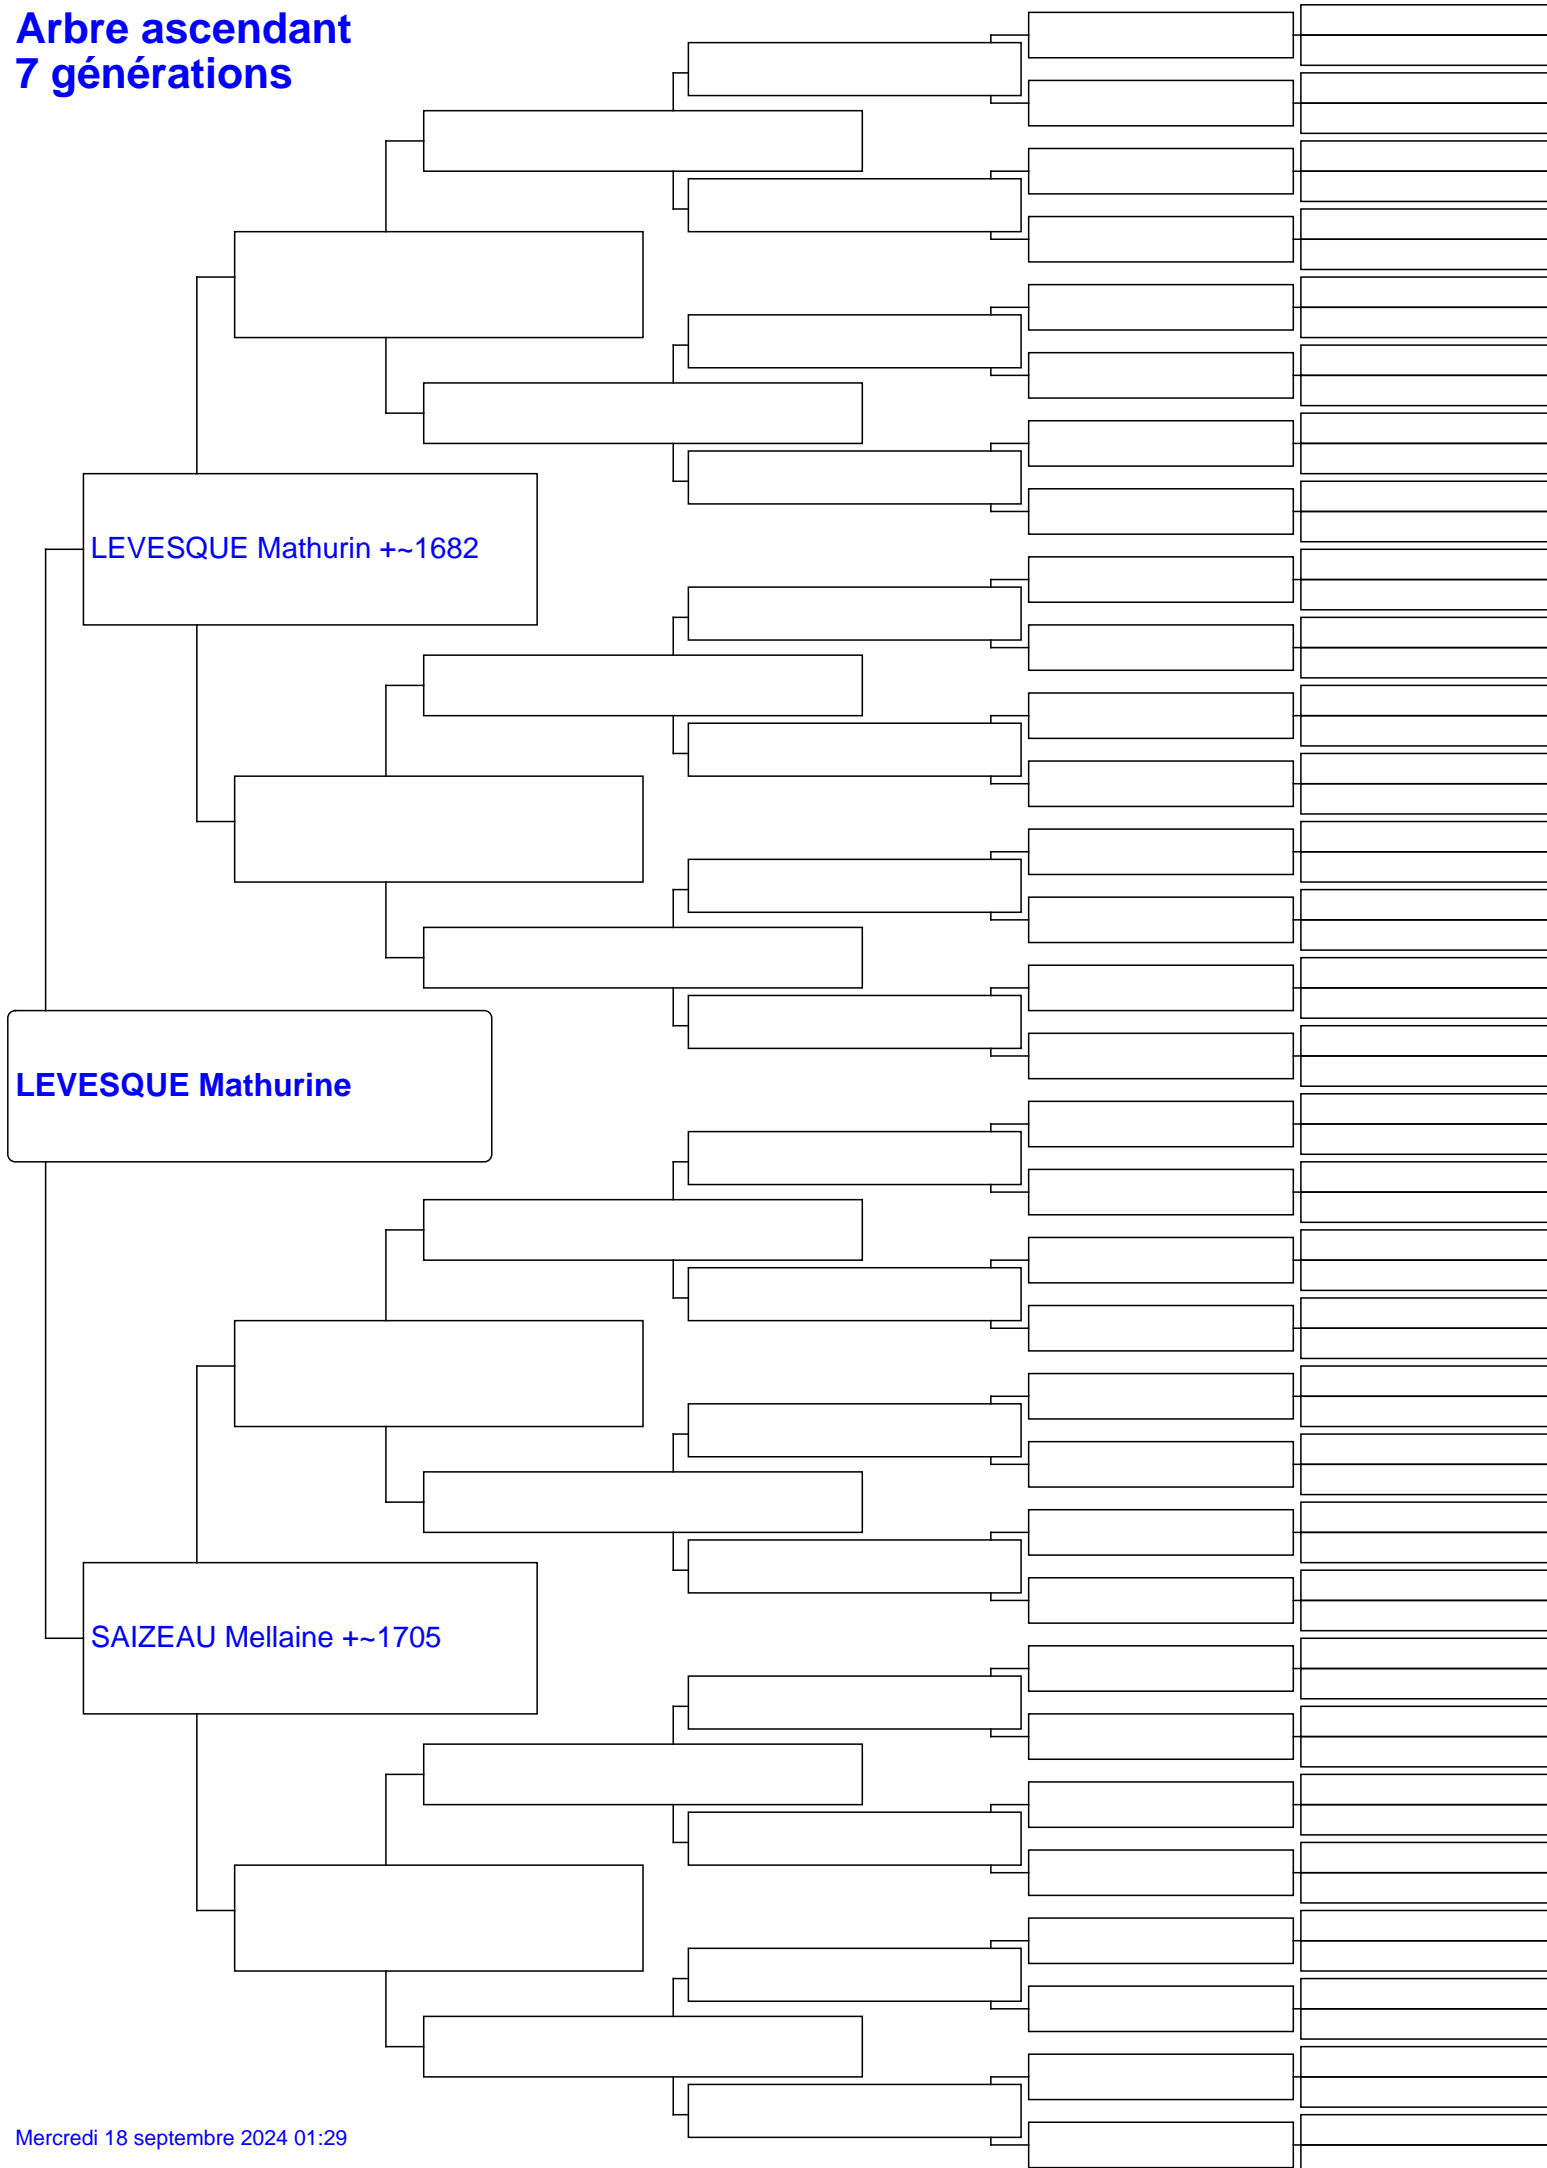 Arbre ascendant
7 générations
LEVESQUE Mathurin +~1682
LEVESQUE Mathurine
SAIZEAU Mellaine +~1705
Mercredi 18 septembre 2024 01:29